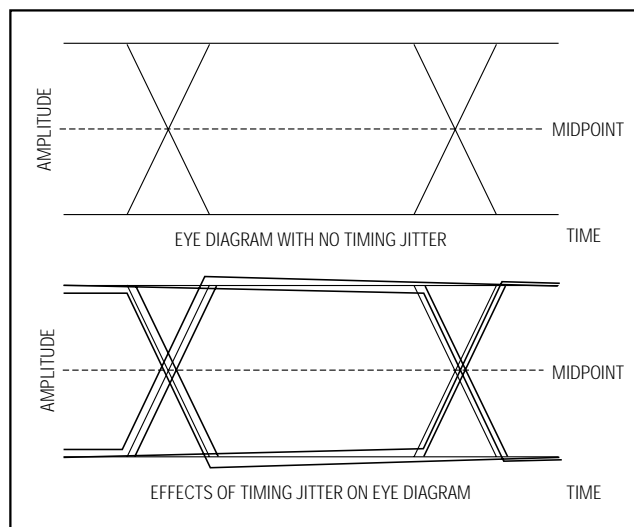 AMPLITUDE
MIDPOINT
EYE DIAGRAM WITH NO TIMING JITTER
TIME
AMPLITUDE
MIDPOINT
EFFECTS OF TIMING JITTER ON EYE DIAGRAM
TIME